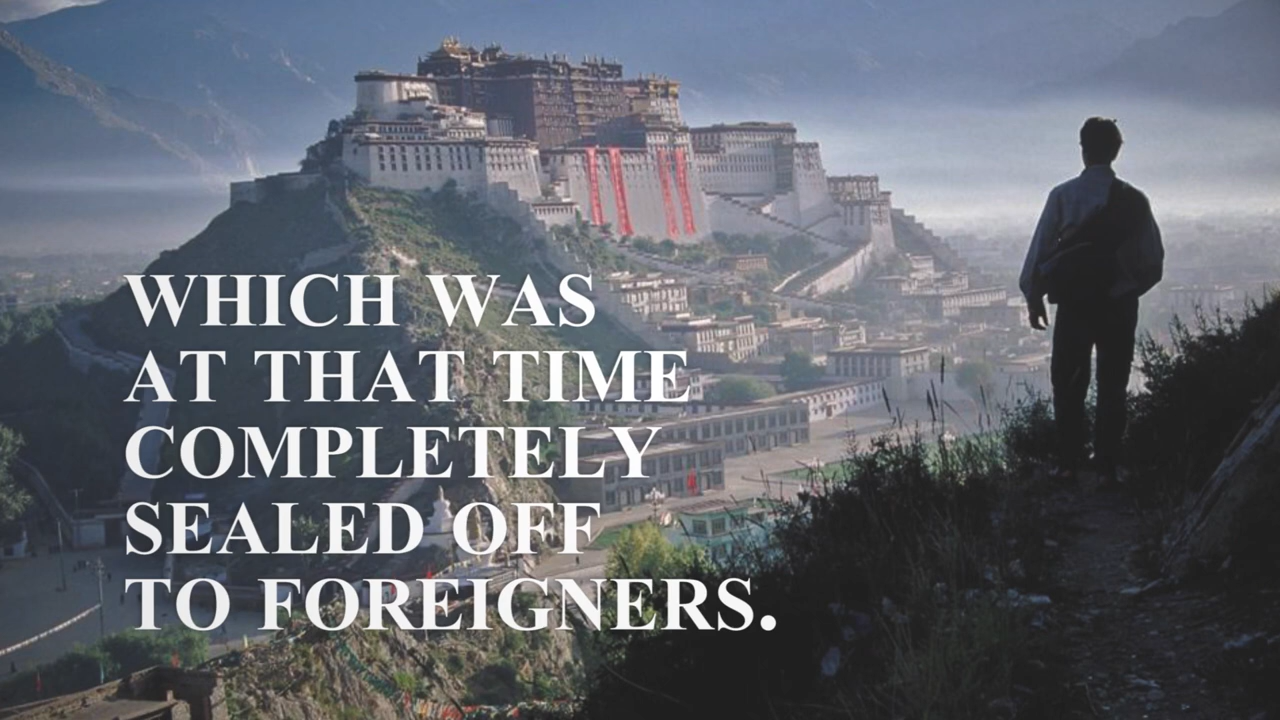 WHICH WAS
AT THAT TIME
COMPLETELY
SEALED OFF
TO FOREIGNERS.